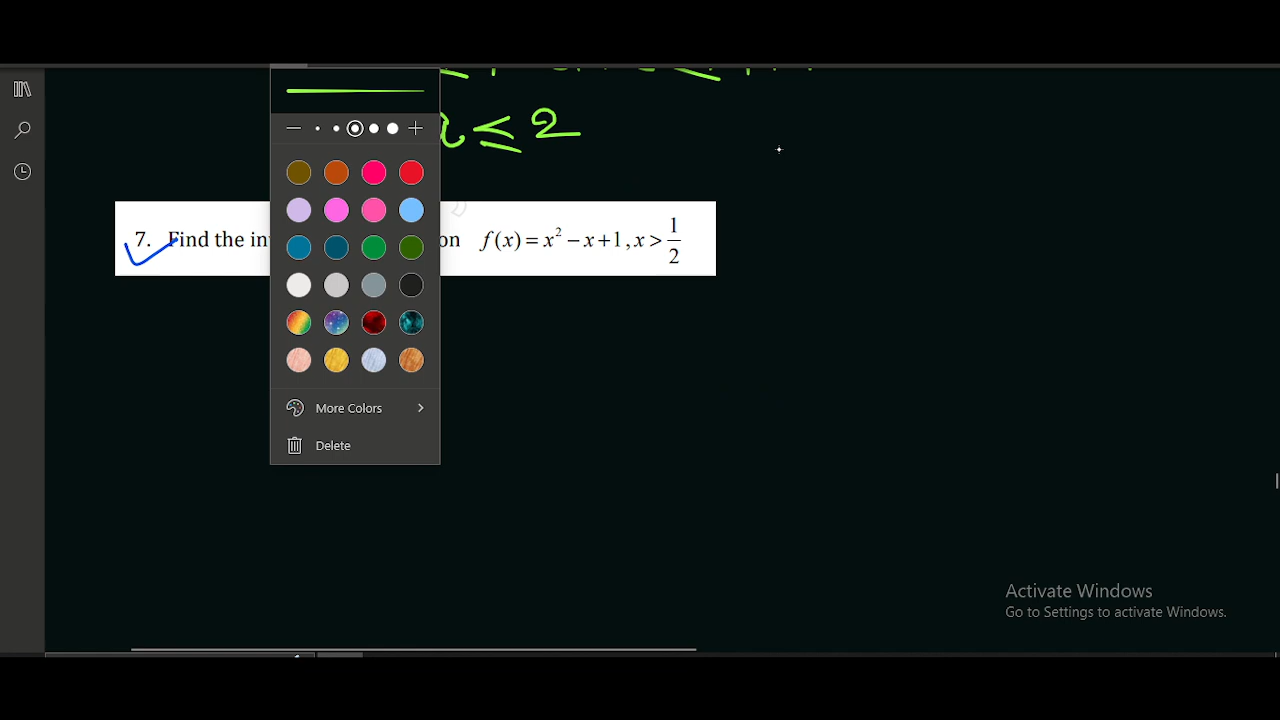 ≤ 2
7. Find the in on f(x) = x² – x + 1, x > 1/2
More Colors
Delete
Activate Windows
Go to Settings to activate Windows.